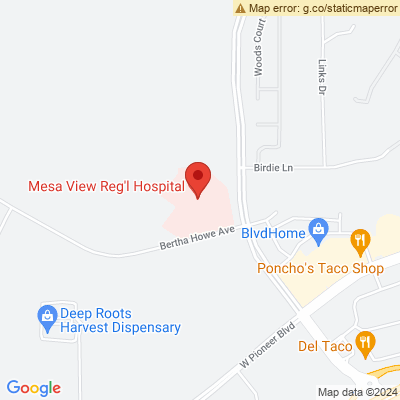 Map error: g.co/staticmaperror
Woods Court
Links Dr
Birdie Ln
Mesa View Reg'l Hospital
Bertha Howe Ave
BlvdHome
Poncho's Taco Shop
Deep Roots
Harvest Dispensary
W Pioneer Blvd
Del Taco
Google
Map data ©2024